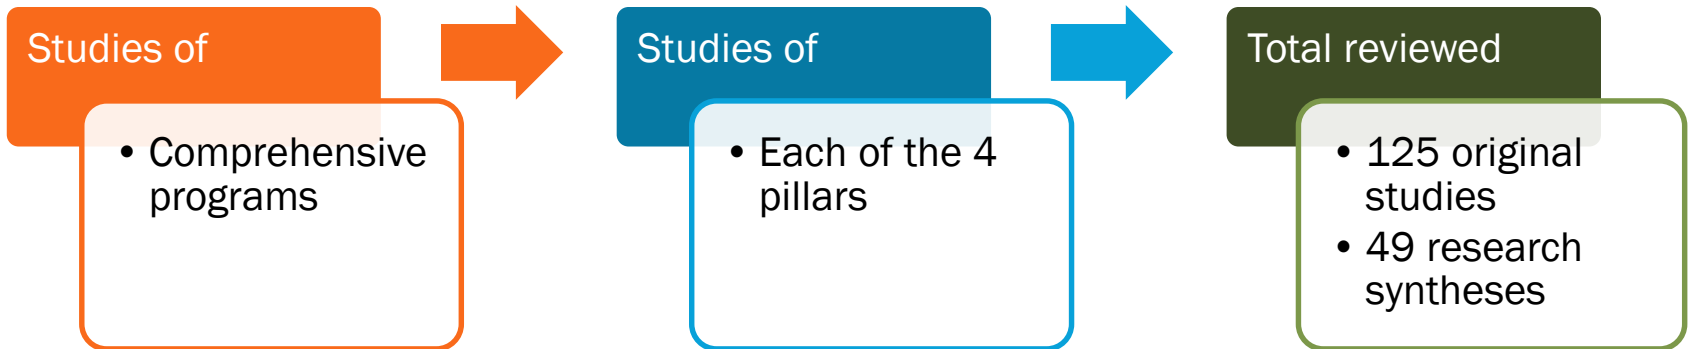 Studies of
• Comprehensive
programs
Studies of
• Each of the 4
pillars
Total reviewed
• 125 original
studies
• 49 research
syntheses